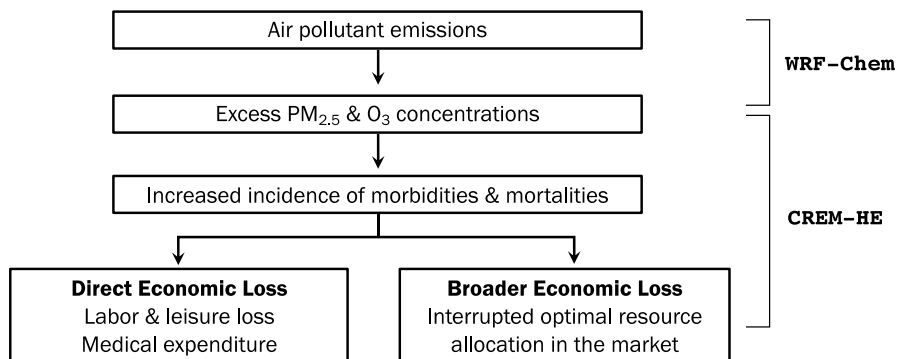 Air pollutant emissions
WRF-Chem
Excess PM₂.₅ & O₃ concentrations
Increased incidence of morbidities & mortalities
CREM-HE
Direct Economic Loss
Labor & leisure loss
Medical expenditure
Broader Economic Loss
Interrupted optimal resource
allocation in the market